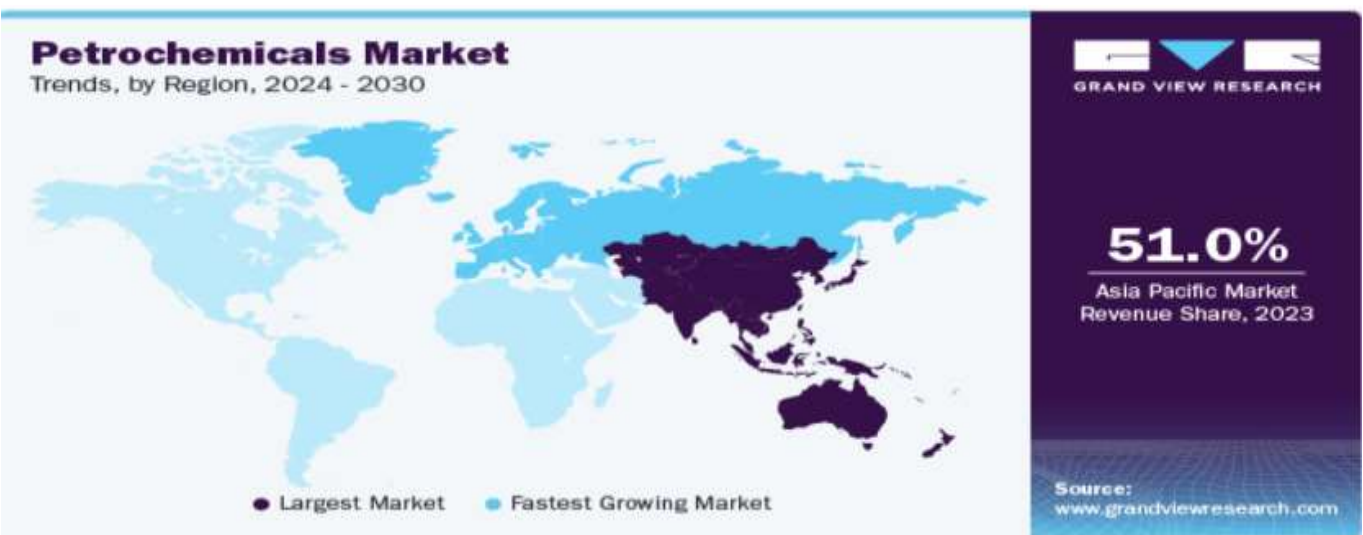 Petrochemicals Market
Trends, by Region, 2024 - 2030
GRAND VIEW RESEARCH
51.0%
Asia Pacific Market
Revenue Share, 2023
Largest Market
Fastest Growing Market
Source:
www.grandviewresearch.com